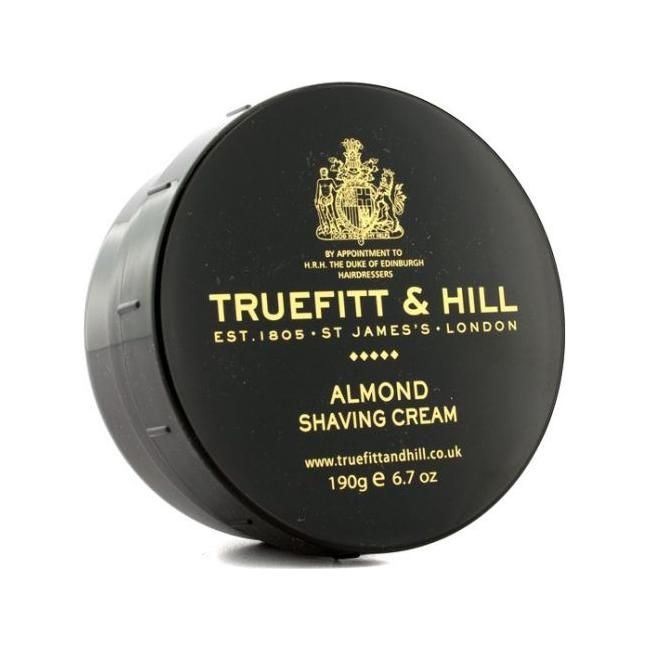 BY APPOINTMENT TO
H.R.H. THE DUKE OF EDINBURGH
HAIRDRESSERS
TRUEFITT & HILL
EST. 1805 · ST JAMES'S · LONDON
ALMOND
SHAVING CREAM
www.truefittandhill.co.uk
190g e 6.7 oz